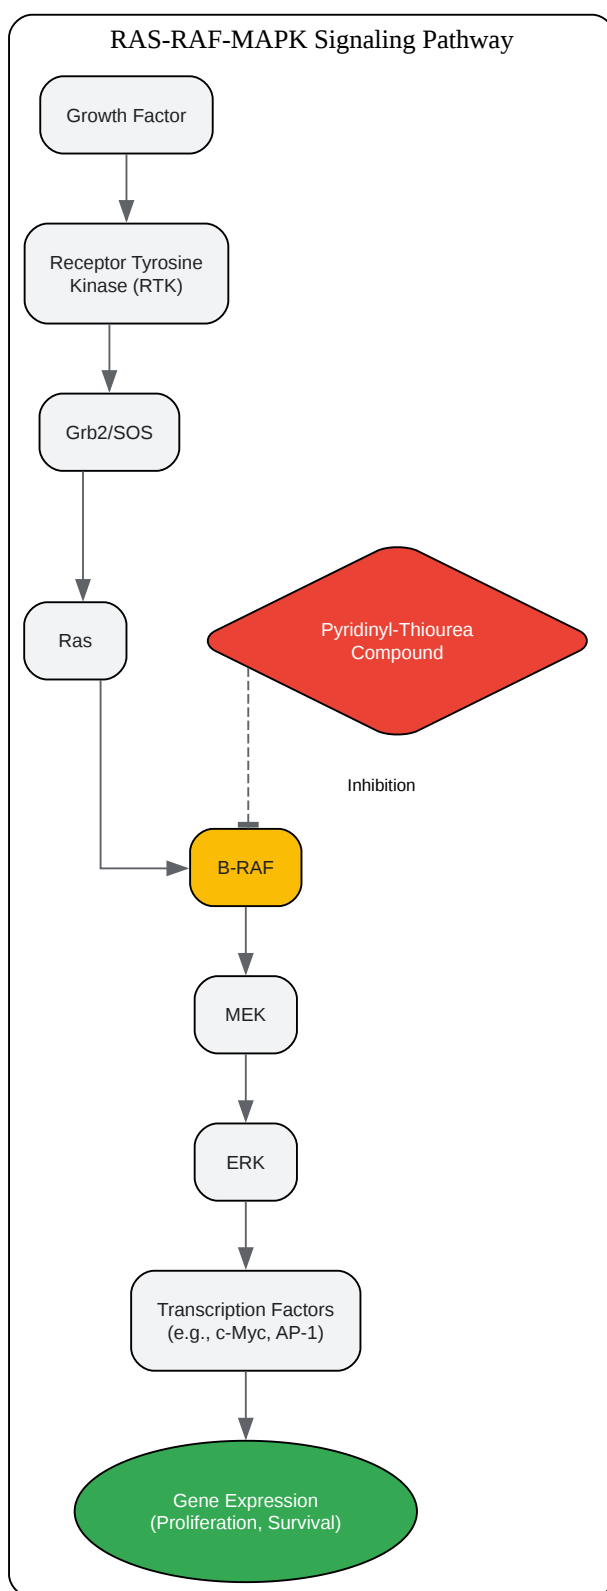 RAS-RAF-MAPK Signaling Pathway
Growth Factor
Receptor Tyrosine
Kinase (RTK)
Grb2/SOS
Ras
Pyridinyl-Thiourea
Compound
Inhibition
B-RAF
MEK
ERK
Transcription Factors
(e.g., c-Myc, AP-1)
Gene Expression
(Proliferation, Survival)